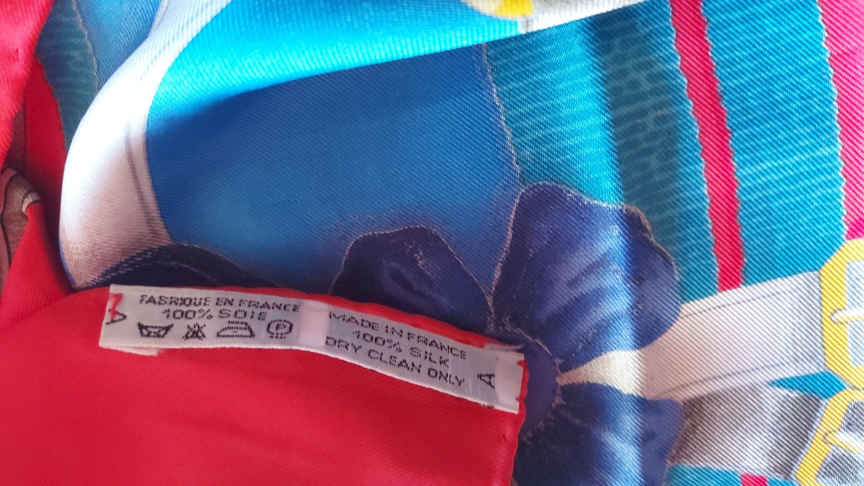 A
FABRIQUE EN FRANCE
100% SOIE
P
MADE IN FRANCE
100% SILK
DRY CLEAN ONLY
A